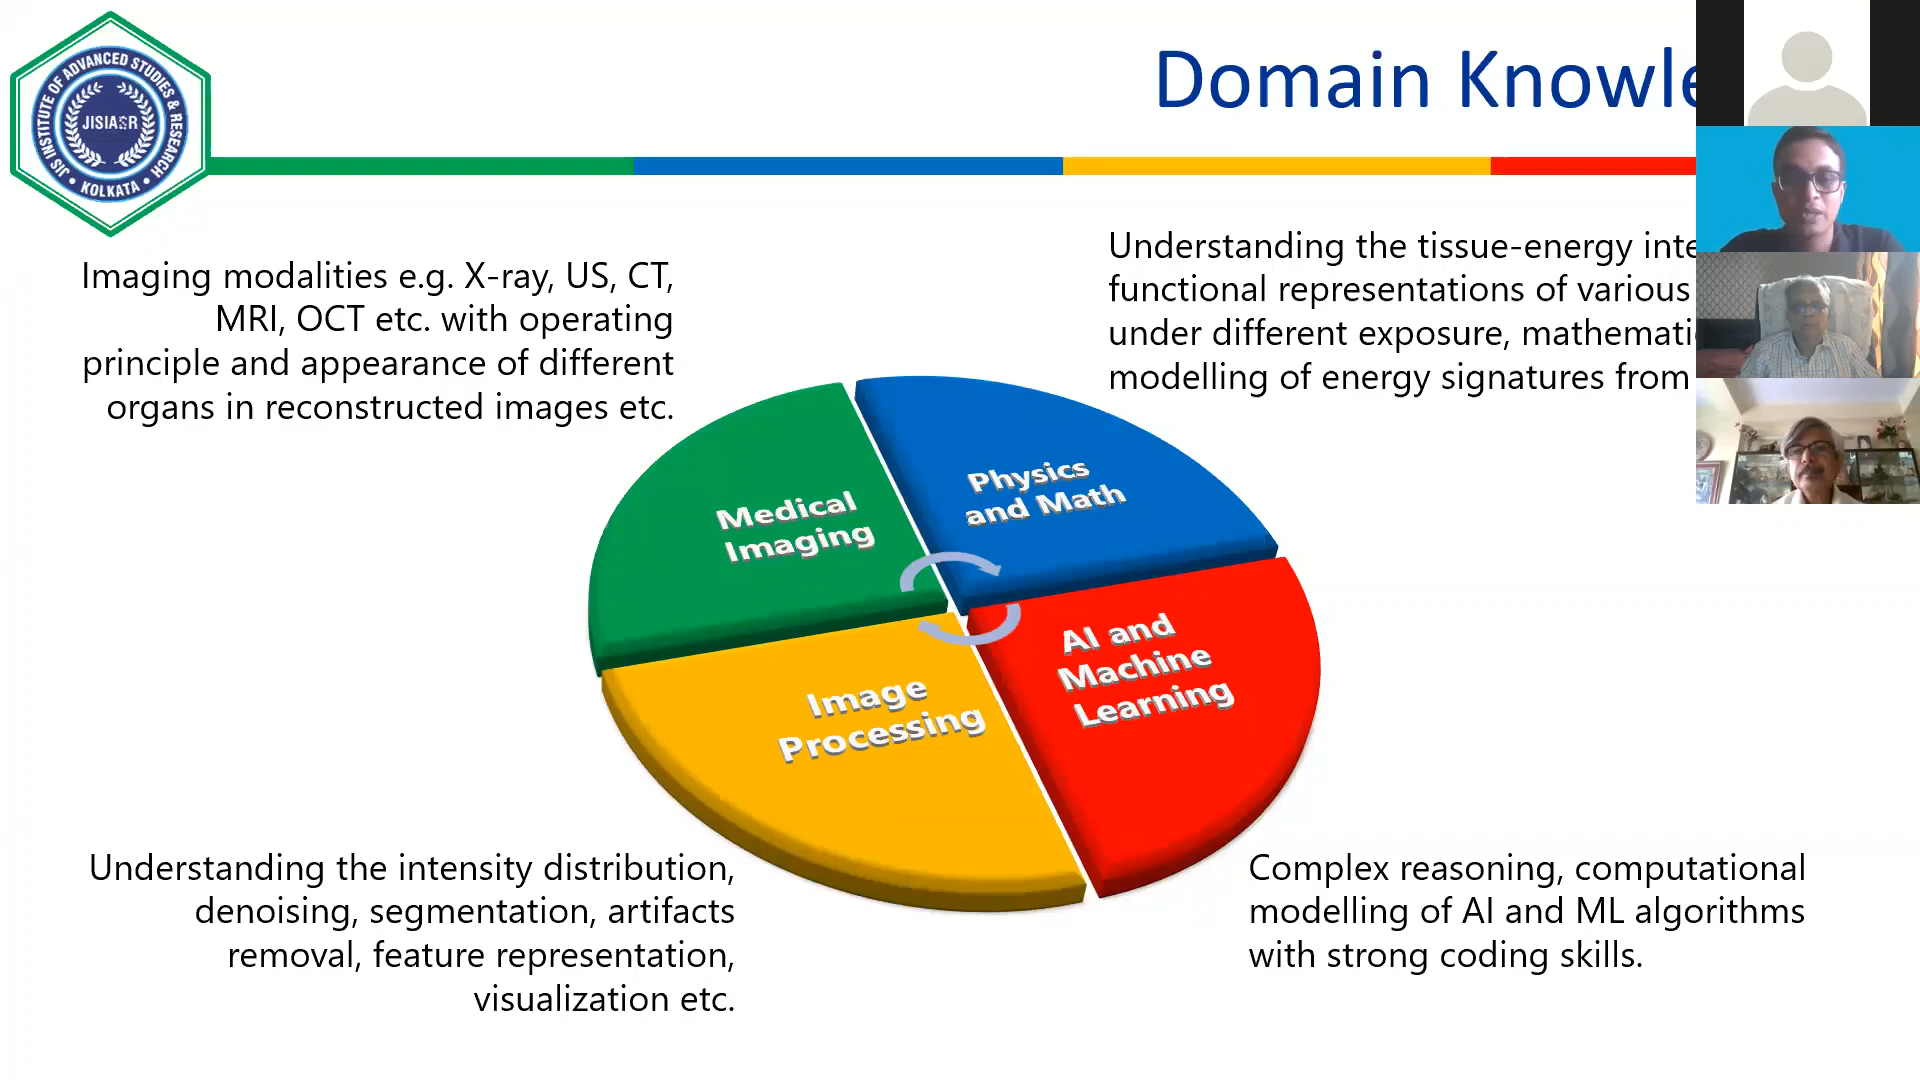 JIS INSTITUTE OF ADVANCED STUDIES & RESEARCH
JISIASR
• KOLKATA •
Domain Knowle
Imaging modalities e.g. X-ray, US, CT,
MRI, OCT etc. with operating
principle and appearance of different
organs in reconstructed images etc.
Understanding the tissue-energy inte
functional representations of various
under different exposure, mathemati
modelling of energy signatures from
Medical
Imaging
Physics
and Math
Image
Processing
AI and
Machine
Learning
Understanding the intensity distribution,
denoising, segmentation, artifacts
removal, feature representation,
visualization etc.
Complex reasoning, computational
modelling of AI and ML algorithms
with strong coding skills.